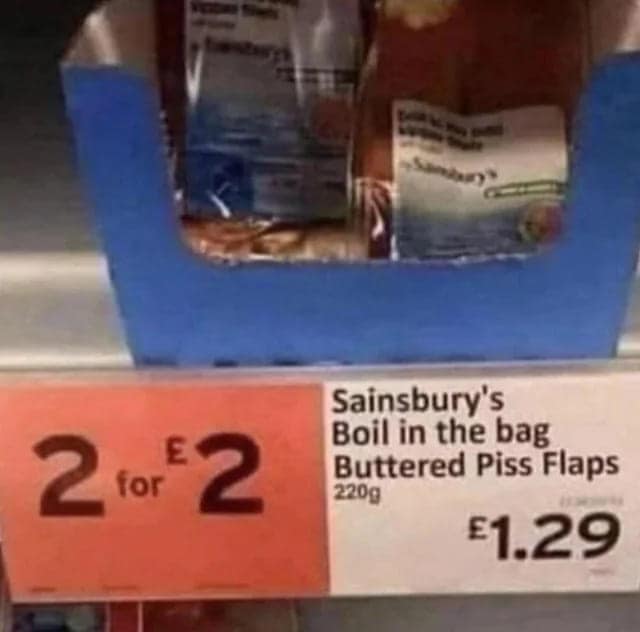 Sainsbury's
Sainsbury's
2 for £2
Sainsbury's
Boil in the bag
Buttered Piss Flaps
220g
£1.29